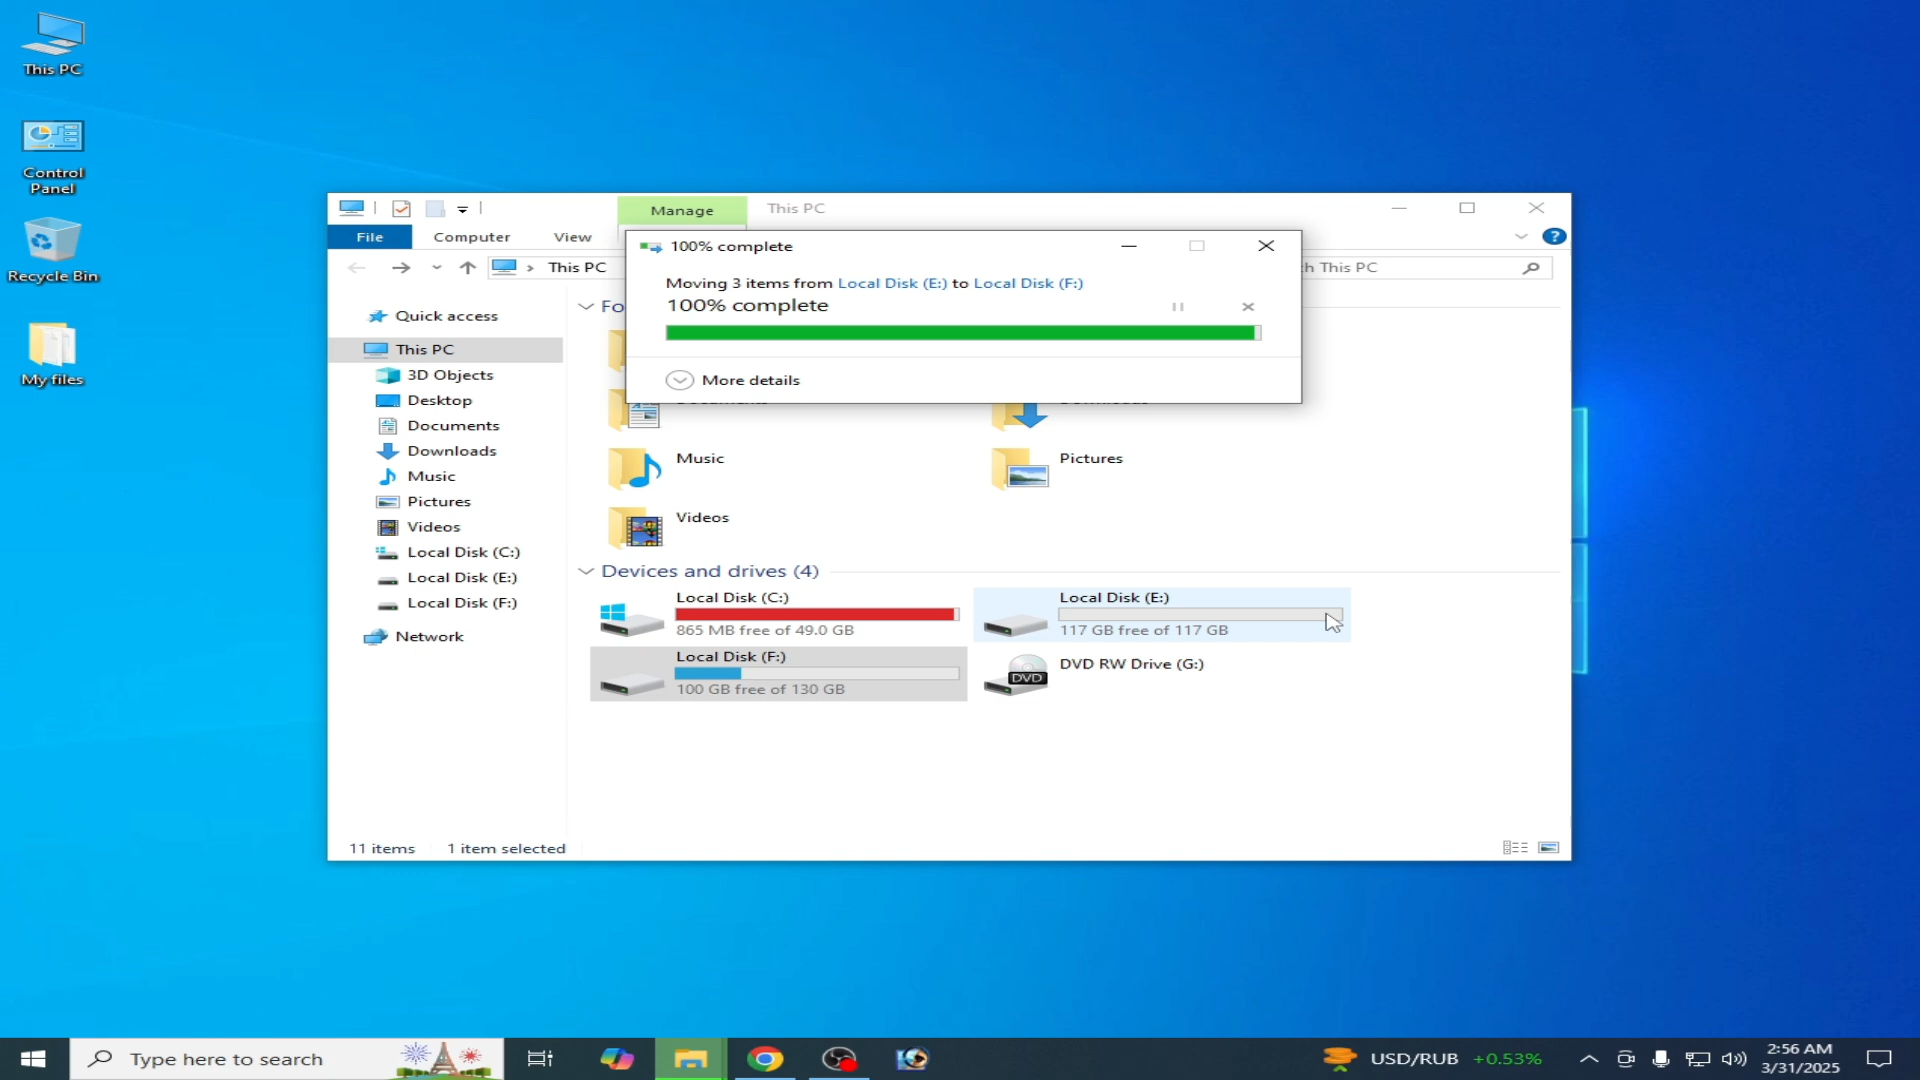 This PC
Control
Panel
Recycle Bin
My files
Manage
This PC
File
Computer
View
?
This PC
h This PC
100% complete
Moving 3 items from Local Disk (E:) to Local Disk (F:)
100% complete
More details
Quick access
This PC
3D Objects
Desktop
Documents
Downloads
Music
Pictures
Videos
Local Disk (C:)
Local Disk (E:)
Local Disk (F:)
Network
Fo
Music
Pictures
Videos
Devices and drives (4)
Local Disk (C:)
865 MB free of 49.0 GB
Local Disk (E:)
117 GB free of 117 GB
Local Disk (F:)
100 GB free of 130 GB
DVD
DVD RW Drive (G:)
11 items
1 item selected
Type here to search
USD/RUB +0.53%
2:56 AM
3/31/2025